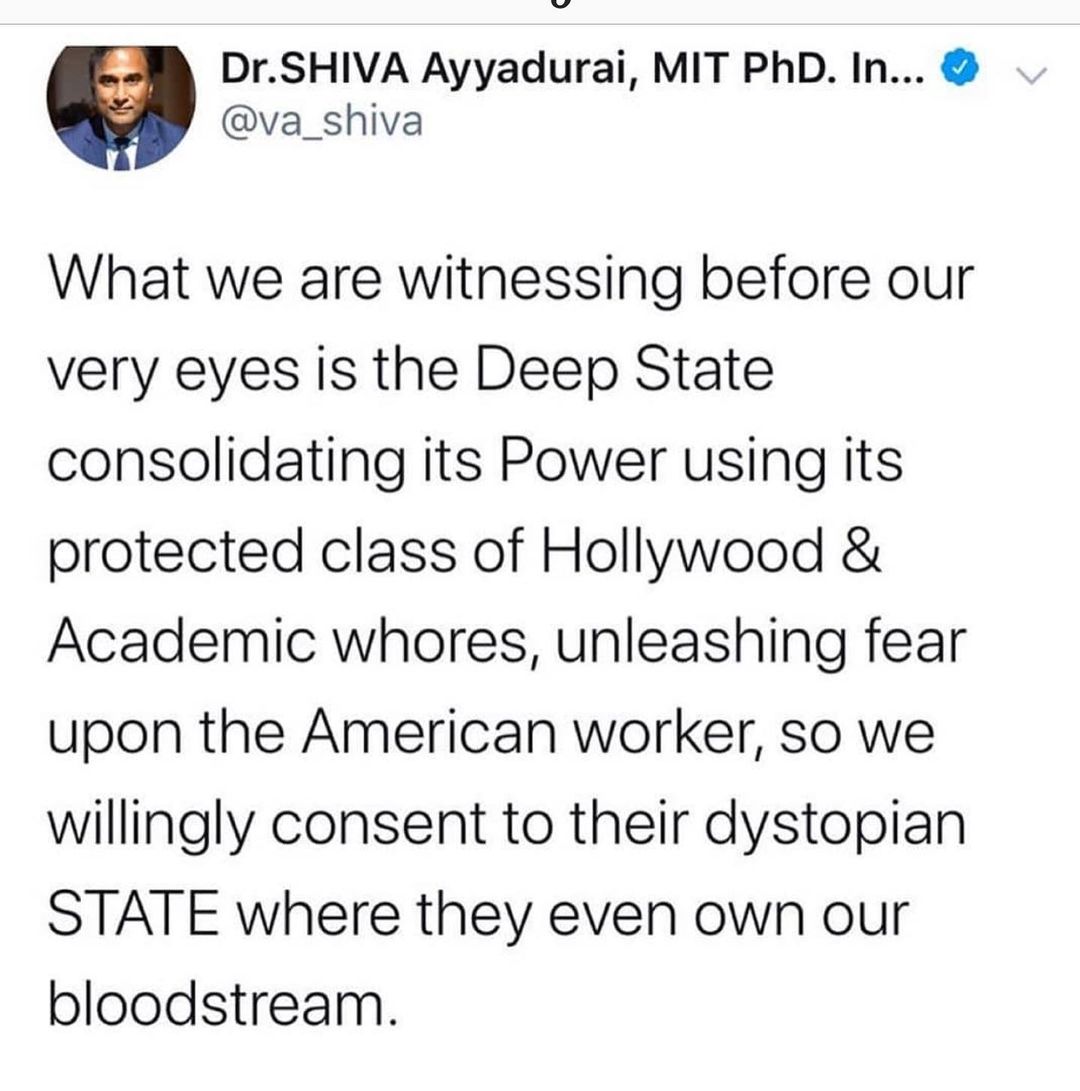 Dr.SHIVA Ayyadurai, MIT PhD. In...
@va_shiva
What we are witnessing before our
very eyes is the Deep State
consolidating its Power using its
protected class of Hollywood &
Academic whores, unleashing fear
upon the American worker, so we
willingly consent to their dystopian
STATE where they even own our
bloodstream.